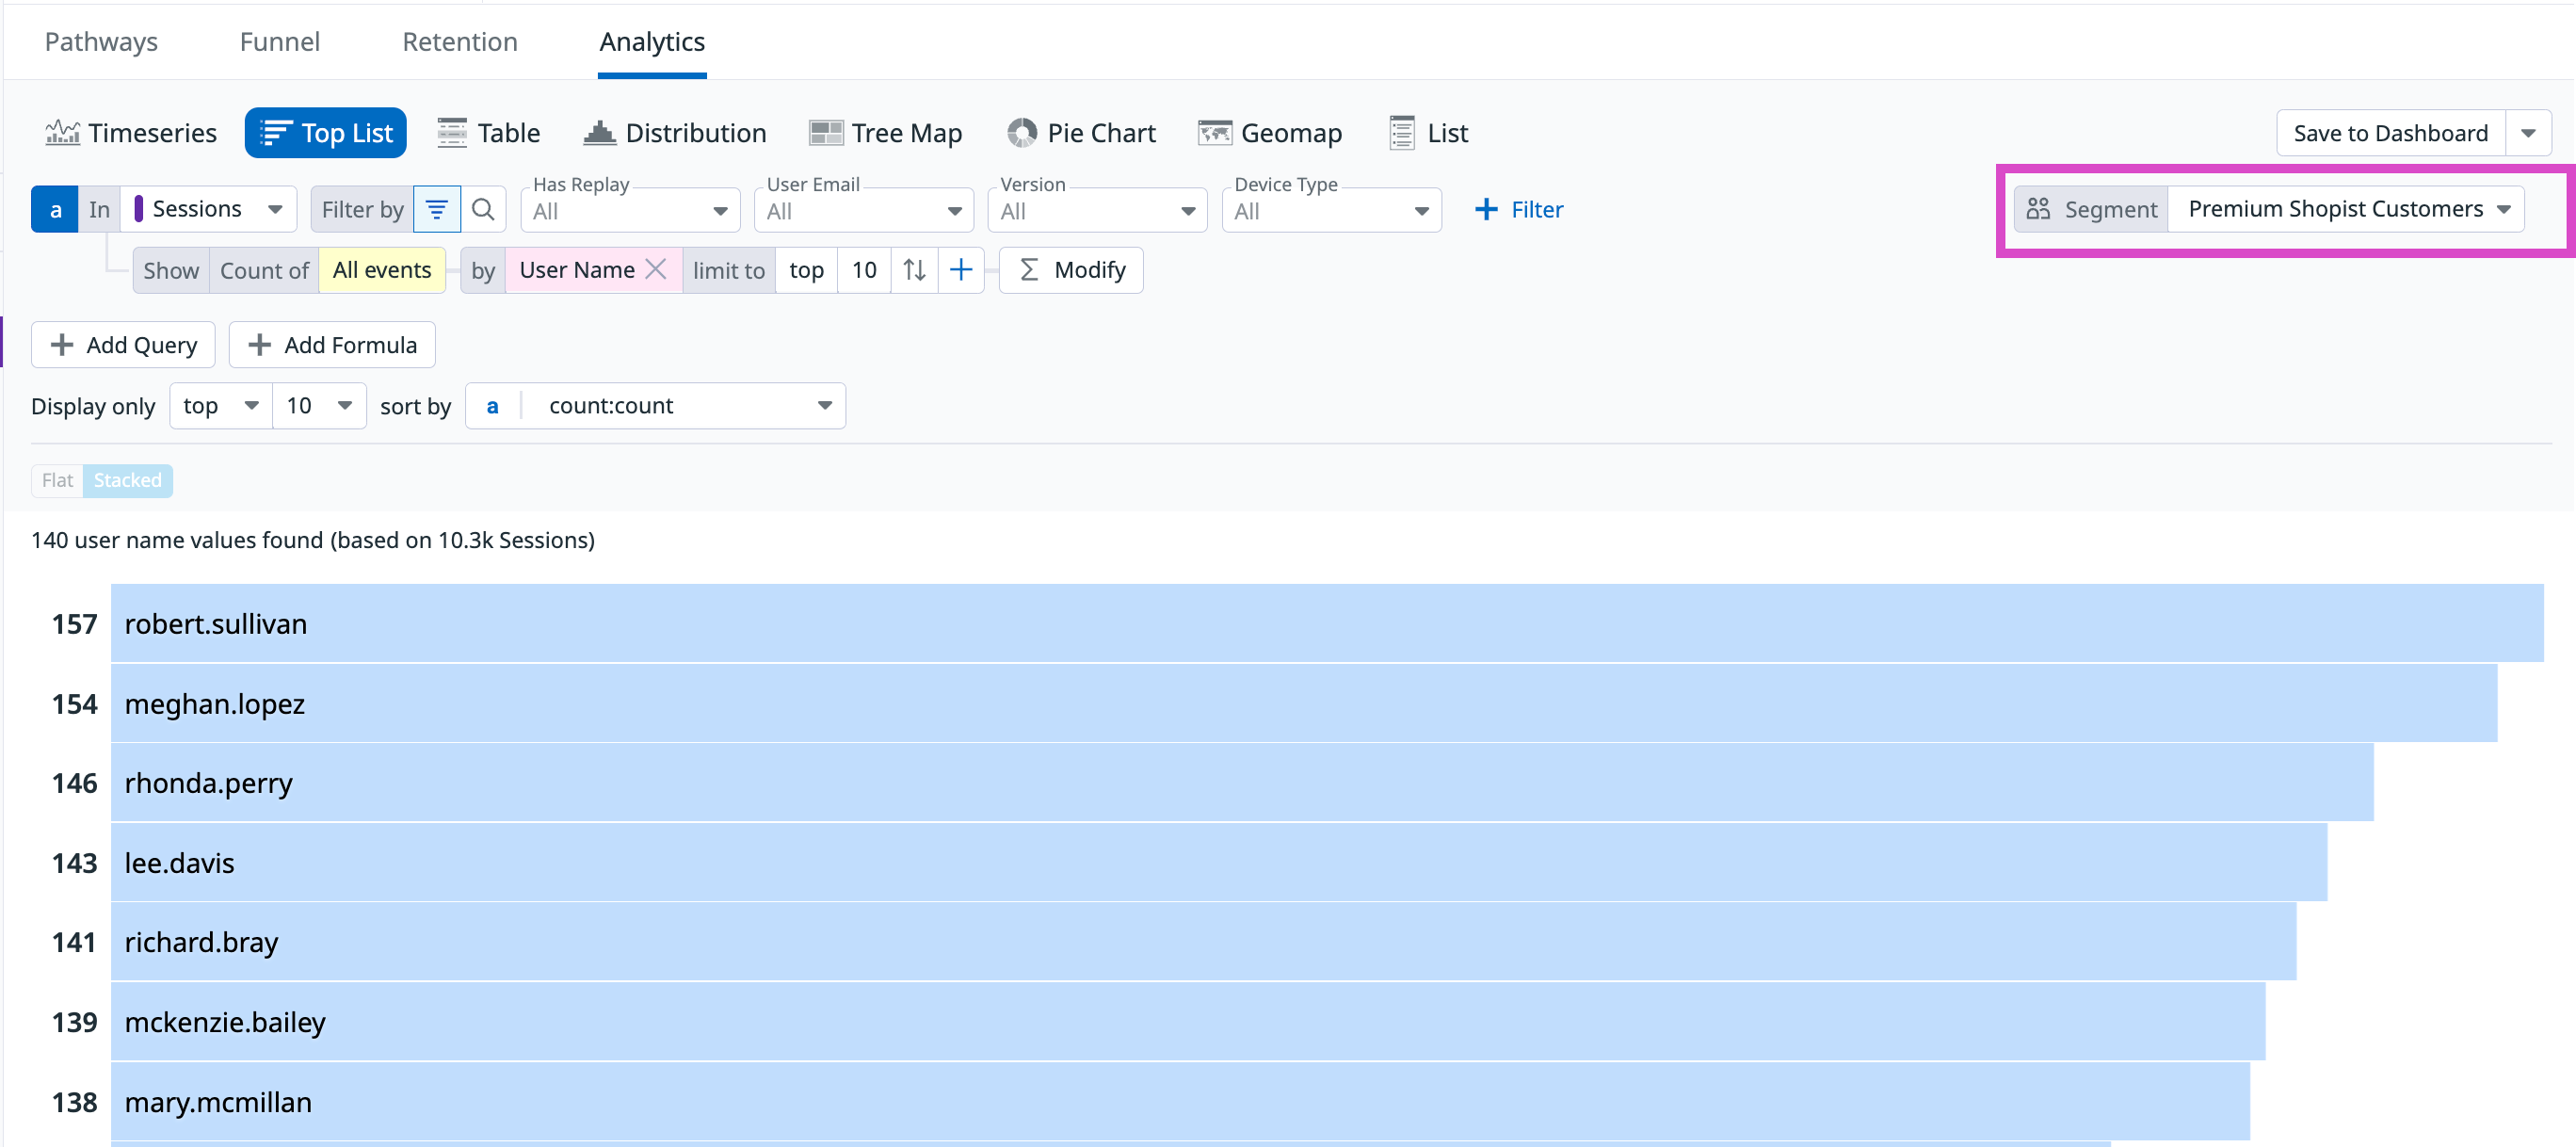 Pathways Funnel Retention Analytics
Timeseries Top List Table Distribution Tree Map Pie Chart Geomap List Save to Dashboard
Has Replay User Email Version Device Type
a In Sessions Filter by All All All All + Filter Segment Premium Shopist Customers
Show Count of All events by User Name limit to top 10 + Σ Modify
+ Add Query + Add Formula
Display only top 10 sort by a count:count
Flat Stacked
140 user name values found (based on 10.3k Sessions)
157 robert.sullivan
154 meghan.lopez
146 rhonda.perry
143 lee.davis
141 richard.bray
139 mckenzie.bailey
138 mary.mcmillan